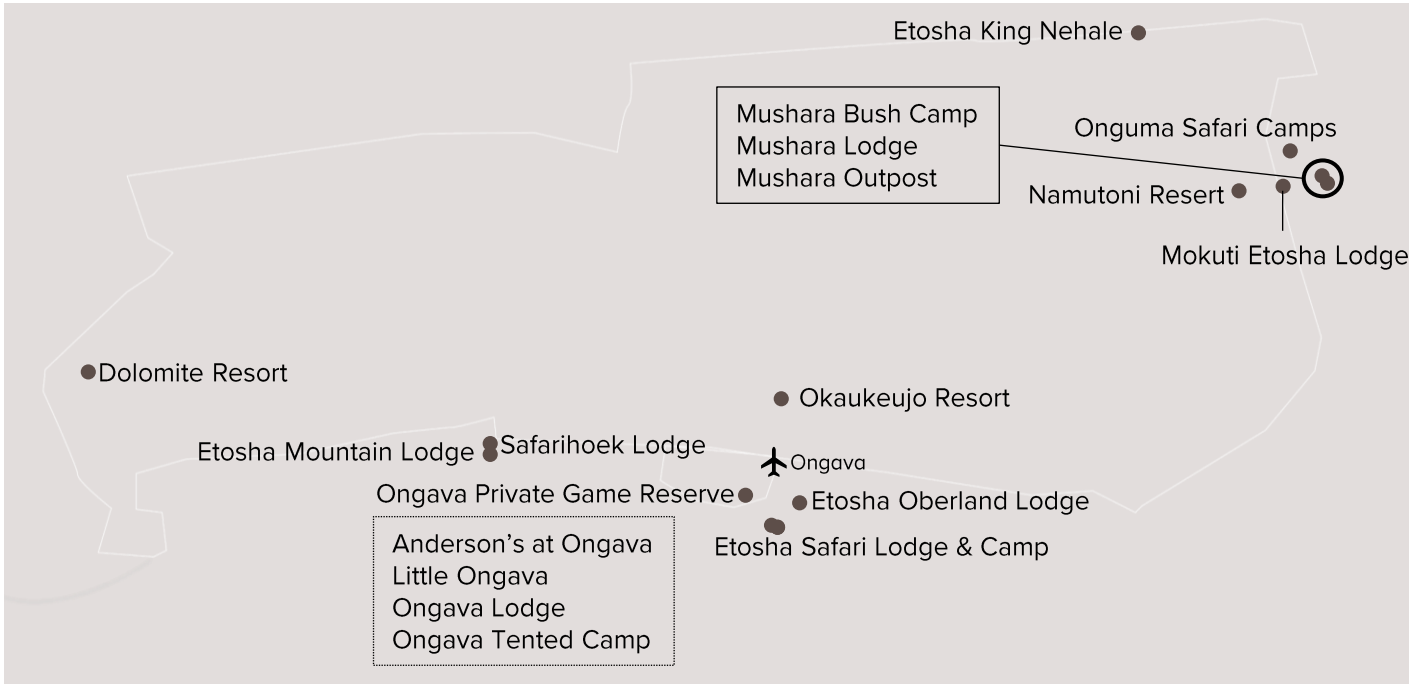 Etosha King Nehale
Mushara Bush Camp
Mushara Lodge
Mushara Outpost
Onguma Safari Camps
Namutoni Resert
Mokuti Etosha Lodge
Dolomite Resort
Okaukeujo Resort
Etosha Mountain Lodge
Safarihoek Lodge
Ongava
Ongava Private Game Reserve
Etosha Oberland Lodge
Anderson’s at Ongava
Little Ongava
Ongava Lodge
Ongava Tented Camp
Etosha Safari Lodge & Camp